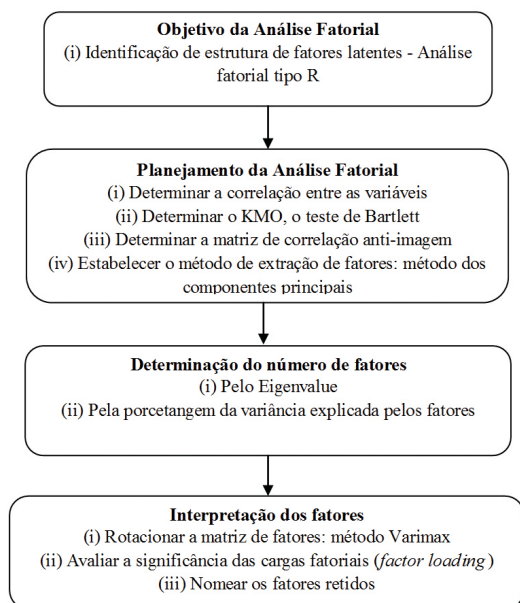 Objetivo da Análise Fatorial
(i) Identificação de estrutura de fatores latentes - Análise
fatorial tipo R
Planejamento da Análise Fatorial
(i) Determinar a correlação entre as variáveis
(ii) Determinar o KMO, o teste de Bartlett
(iii) Determinar a matriz de correlação anti-imagem
(iv) Estabelecer o método de extração de fatores: método dos
componentes principais
Determinação do número de fatores
(i) Pelo Eigenvalue
(ii) Pela porcetangem da variância explicada pelos fatores
Interpretação dos fatores
(i) Rotacionar a matriz de fatores: método Varimax
(ii) Avaliar a significância das cargas fatoriais (factor loading)
(iii) Nomear os fatores retidos